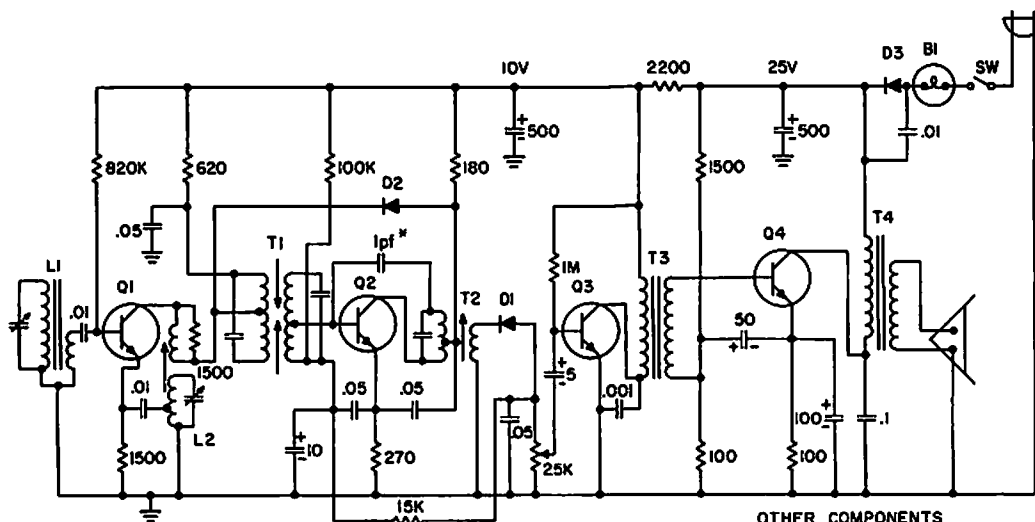 10V
2200
25V
D3
B1
SW
+
-
500
+
-
500
.01
820K
620
100K
180
1500
D2
.05
1pf *
T1
T4
L1
Q1
Q2
T2
D1
1M
Q3
T3
Q4
.01
50
+ -
1500
+
-
5
.01
.001
.05
.05
.05
+
-
100
.1
L2
+
-
10
1500
270
25K
100
100
15K
OTHER COMPONENTS